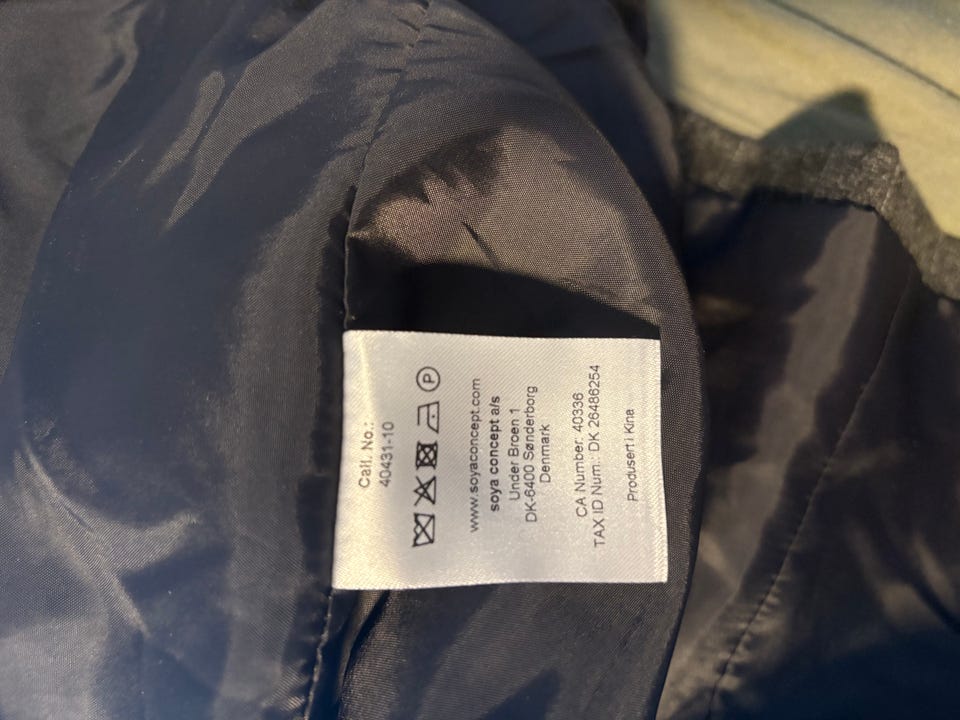 Call. No.:
40431-10
P
www.soyaconcept.com
soya concept a/s
Under Broen 1
DK-6400 Sønderborg
Denmark
CA Number: 40336
TAX ID Num.: DK 26486254
Produsert i Kina